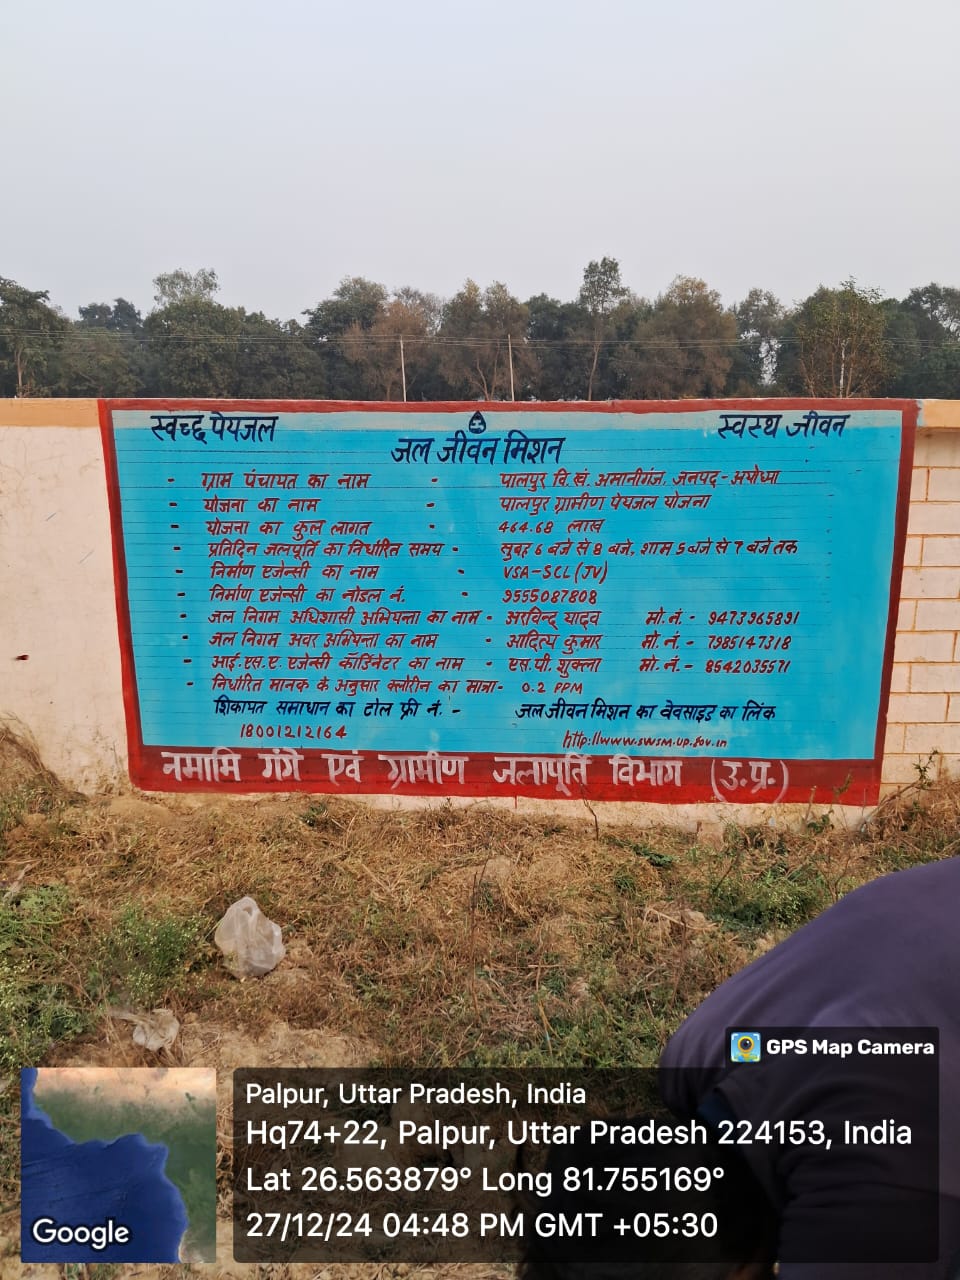 स्वच्छ पेयजल
स्वस्थ जीवन
जल जीवन मिशन
- ग्राम पंचायत का नाम - पालपुर वि.खं. अमानीगंज, जनपद - अयोध्या
- योजना का नाम - पालपुर ग्रामीण पेयजल योजना
- योजना का कुल लागत - 464.68 लाख
- प्रतिदिन जलपूर्ति का निर्धारित समय - सुबह 6 बजे से 8 बजे, शाम 5 बजे से 7 बजे तक
- निर्माण एजेन्सी का नाम - VSA-SCL (JV)
- निर्माण एजेन्सी का नोडल नं. - 9555087808
- जल निगम अधिशासी अभियन्ता का नाम - अरविन्द यादव मो. नं. - 9473965891
- जल निगम अवर अभियन्ता का नाम - आदित्य कुमार मो. नं. - 7985147318
- आई.एस.ए. एजेन्सी कॉर्डिनेटर का नाम - एस.पी. शुक्ला मो. नं. - 8542035571
- निर्धारित मानक के अनुसार क्लोरीन का मात्रा - 0.2 PPM
शिकायत समाधान का टोल फ्री नं. - जल जीवन मिशन का वेवसाइड का लिंक
18001212164 http://www.swsm.up.gov.in
नमामि गंगे एवं ग्रामीण जलापूर्ति विभाग (उ.प्र.)
GPS Map Camera
Palpur, Uttar Pradesh, India
Hq74+22, Palpur, Uttar Pradesh 224153, India
Lat 26.563879° Long 81.755169°
27/12/24 04:48 PM GMT +05:30
Google